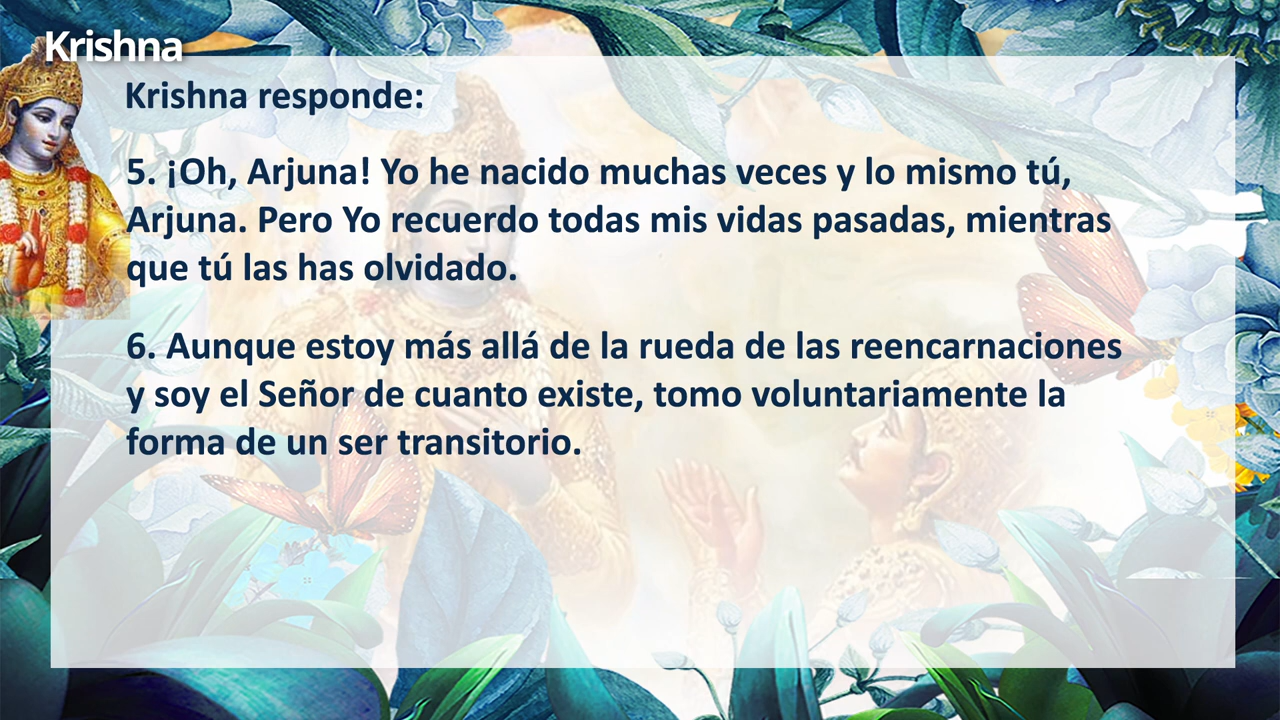 Krishna
Krishna responde:
5. ¡Oh, Arjuna! Yo he nacido muchas veces y lo mismo tú,
Arjuna. Pero Yo recuerdo todas mis vidas pasadas, mientras
que tú las has olvidado.
6. Aunque estoy más allá de la rueda de las reencarnaciones
y soy el Señor de cuanto existe, tomo voluntariamente la
forma de un ser transitorio.